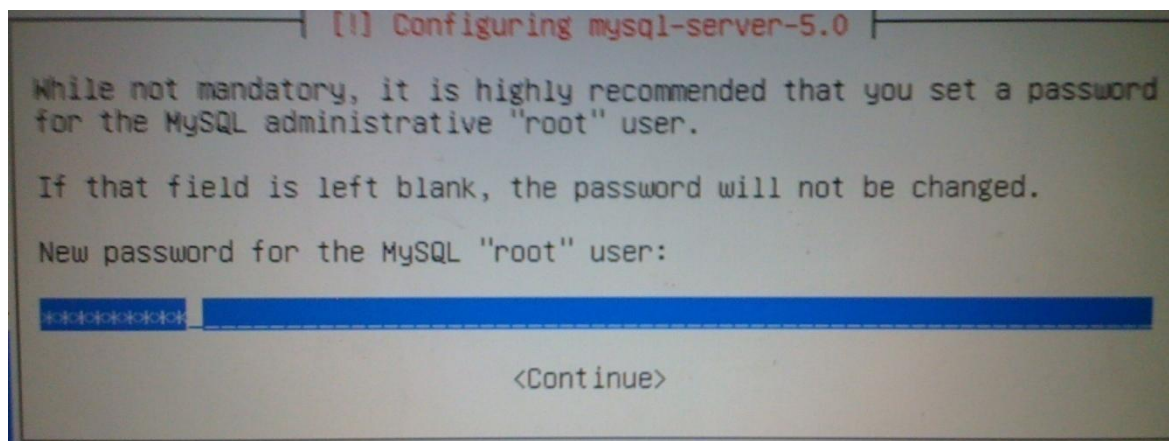 [!] Configuring mysql-server-5.0
While not mandatory, it is highly recommended that you set a password
for the MySQL administrative "root" user.
If that field is left blank, the password will not be changed.
New password for the MySQL "root" user:
*********
<Continue>